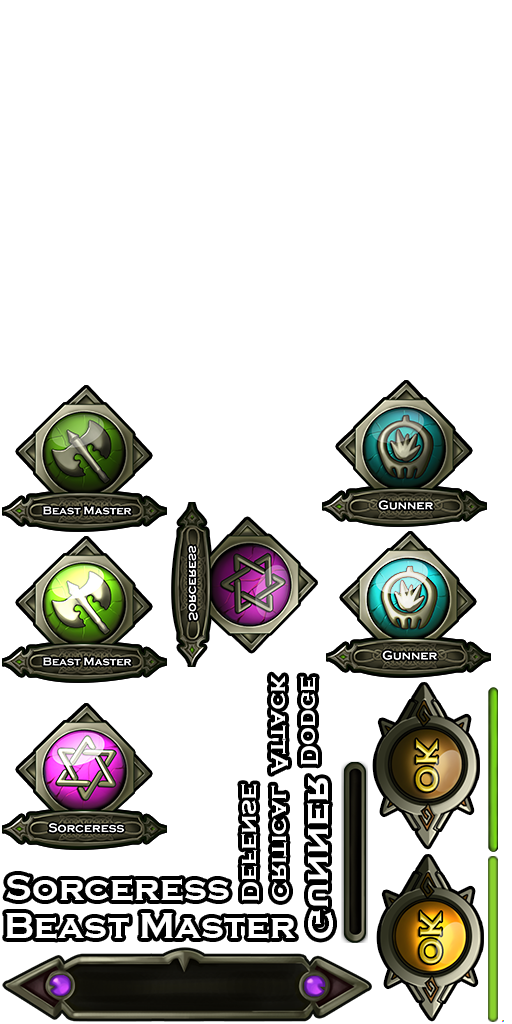 BEAST MASTER
GUNNER
SORCERESS
BEAST MASTER
GUNNER
SORCERESS
DEFENSE
CRITICAL
ATTACK
DODGE
GUNNER
OK
OK
SORCERESS
BEAST MASTER